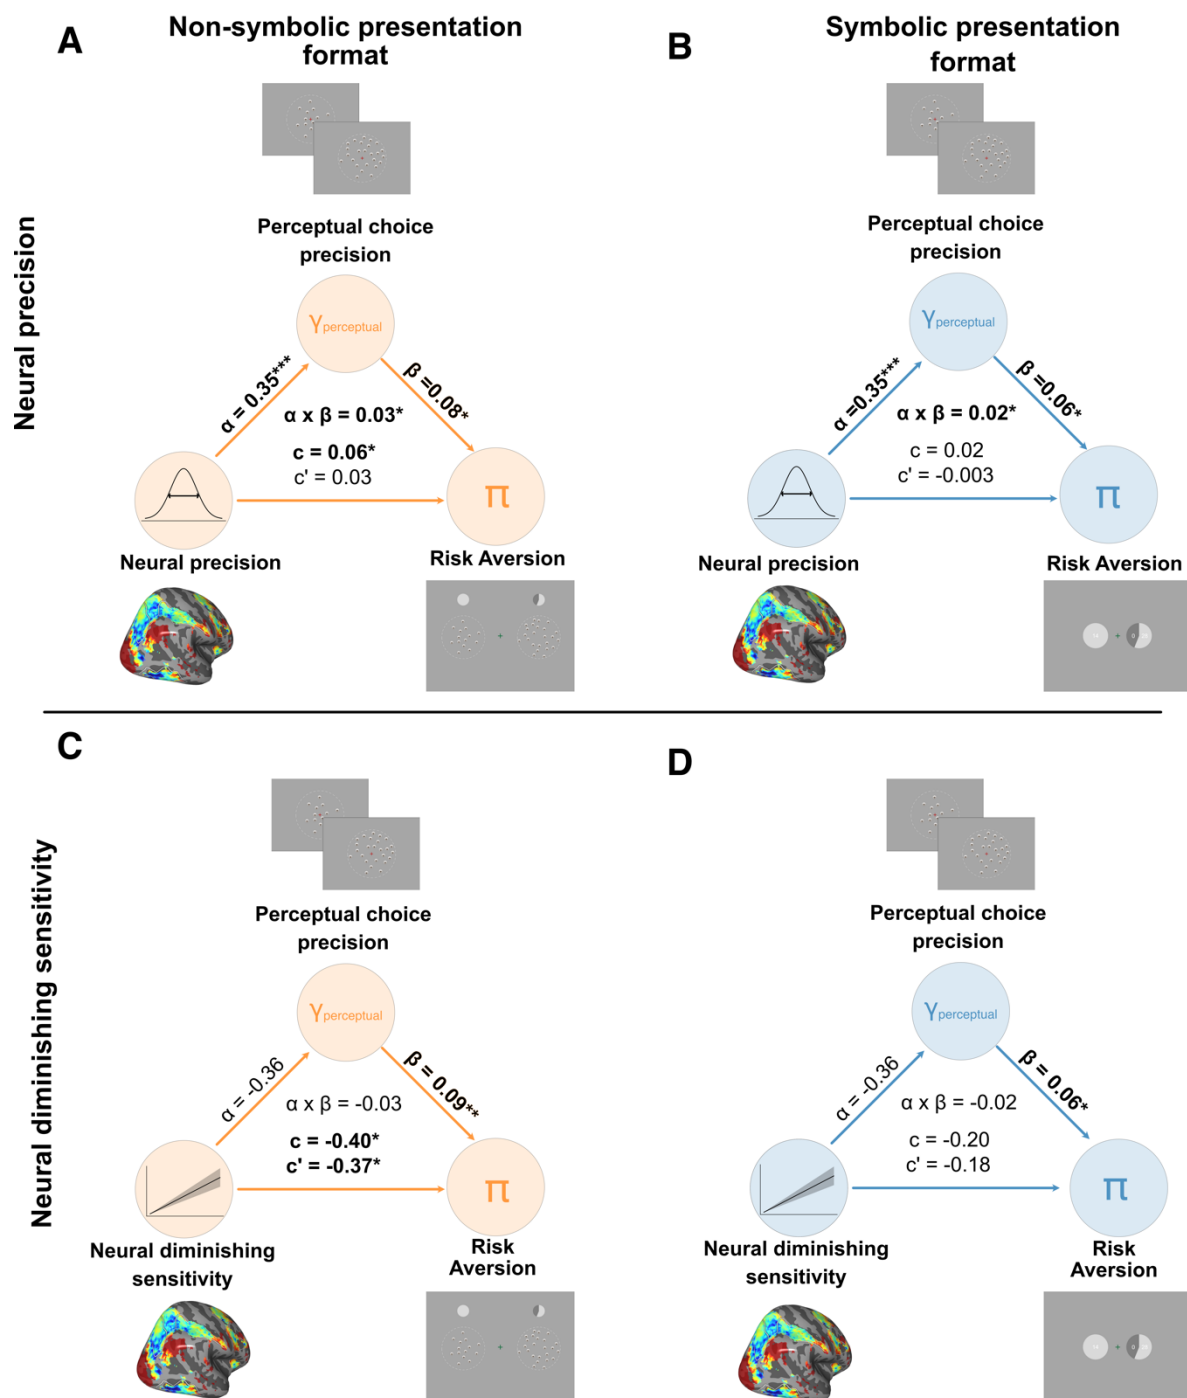 A
Non-symbolic presentation
format
B
Symbolic presentation
format
Neural precision
Perceptual choice
precision
γperceptual
α = 0.35***
β =0.08*
α x β = 0.03*
c = 0.06*
c' = 0.03
π
Neural precision
Risk Aversion
Perceptual choice
precision
γperceptual
α =0.35***
β =0.06*
α x β = 0.02*
c = 0.02
c' = -0.003
π
Neural precision
Risk Aversion
0
C
D
Neural diminishing sensitivity
Perceptual choice
precision
γperceptual
α = -0.36
β = 0.09**
α x β = -0.03
c = -0.40*
c' = -0.37*
π
Neural diminishing
sensitivity
Risk
Aversion
Perceptual choice
precision
γperceptual
α = -0.36
β = 0.06*
α x β = -0.02
c = -0.20
c' = -0.18
π
Neural diminishing
sensitivity
Risk
Aversion
0